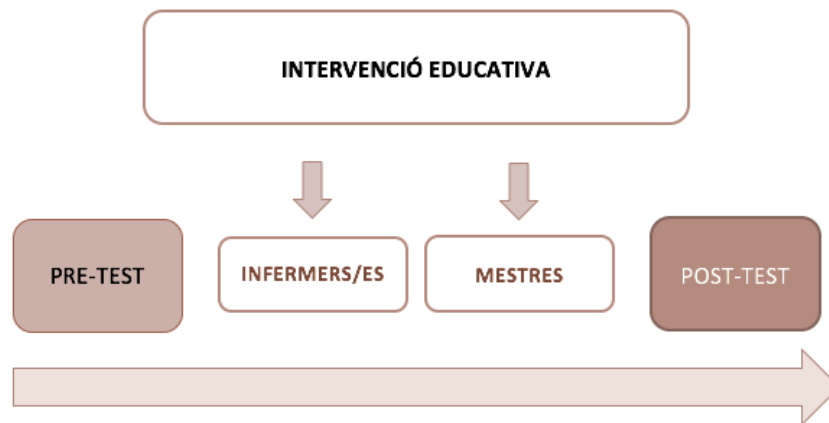 INTERVENCIÓ EDUCATIVA
PRE-TEST
INFERMERS/ES
MESTRES
POST-TEST